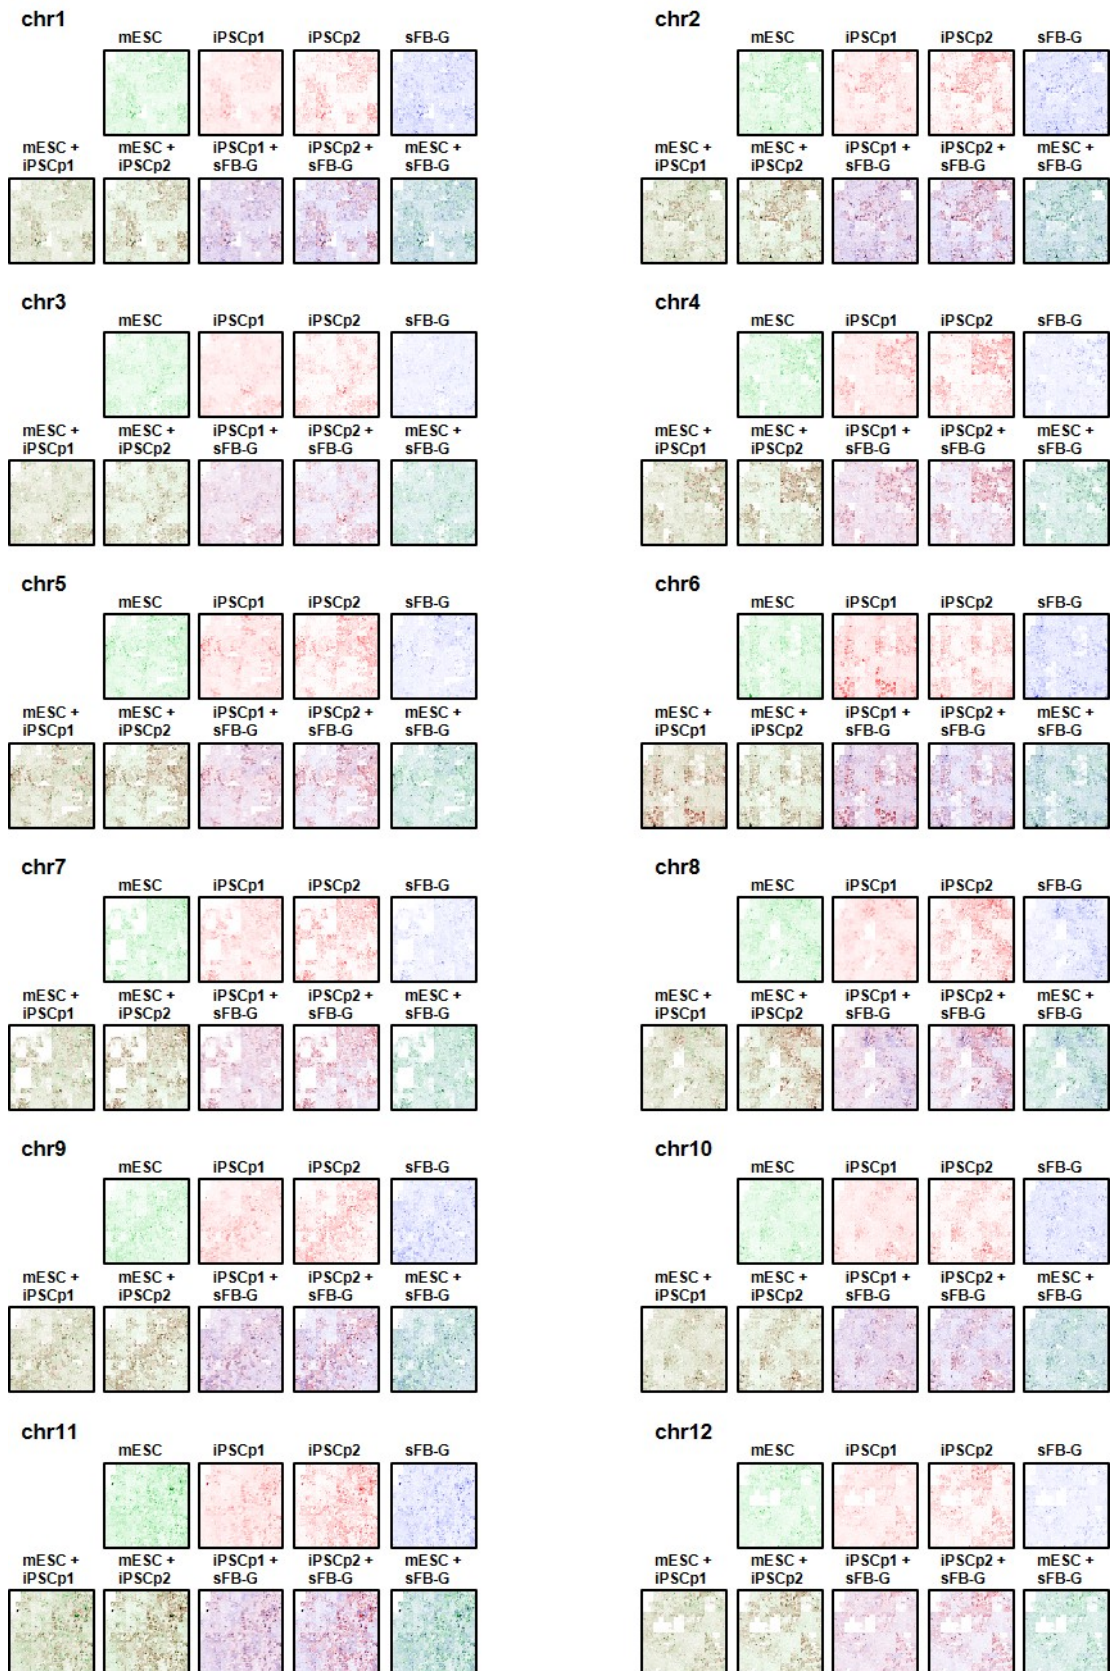 chr1
mESC iPSCp1 iPSCp2 sFB-G
mESC + mESC + iPSCp1 + iPSCp2 + mESC +
iPSCp1 iPSCp2 sFB-G sFB-G sFB-G
chr2
mESC iPSCp1 iPSCp2 sFB-G
mESC + mESC + iPSCp1 + iPSCp2 + mESC +
iPSCp1 iPSCp2 sFB-G sFB-G sFB-G
chr3
mESC iPSCp1 iPSCp2 sFB-G
mESC + mESC + iPSCp1 + iPSCp2 + mESC +
iPSCp1 iPSCp2 sFB-G sFB-G sFB-G
chr4
mESC iPSCp1 iPSCp2 sFB-G
mESC + mESC + iPSCp1 + iPSCp2 + mESC +
iPSCp1 iPSCp2 sFB-G sFB-G sFB-G
chr5
mESC iPSCp1 iPSCp2 sFB-G
mESC + mESC + iPSCp1 + iPSCp2 + mESC +
iPSCp1 iPSCp2 sFB-G sFB-G sFB-G
chr6
mESC iPSCp1 iPSCp2 sFB-G
mESC + mESC + iPSCp1 + iPSCp2 + mESC +
iPSCp1 iPSCp2 sFB-G sFB-G sFB-G
chr7
mESC iPSCp1 iPSCp2 sFB-G
mESC + mESC + iPSCp1 + iPSCp2 + mESC +
iPSCp1 iPSCp2 sFB-G sFB-G sFB-G
chr8
mESC iPSCp1 iPSCp2 sFB-G
mESC + mESC + iPSCp1 + iPSCp2 + mESC +
iPSCp1 iPSCp2 sFB-G sFB-G sFB-G
chr9
mESC iPSCp1 iPSCp2 sFB-G
mESC + mESC + iPSCp1 + iPSCp2 + mESC +
iPSCp1 iPSCp2 sFB-G sFB-G sFB-G
chr10
mESC iPSCp1 iPSCp2 sFB-G
mESC + mESC + iPSCp1 + iPSCp2 + mESC +
iPSCp1 iPSCp2 sFB-G sFB-G sFB-G
chr11
mESC iPSCp1 iPSCp2 sFB-G
mESC + mESC + iPSCp1 + iPSCp2 + mESC +
iPSCp1 iPSCp2 sFB-G sFB-G sFB-G
chr12
mESC iPSCp1 iPSCp2 sFB-G
mESC + mESC + iPSCp1 + iPSCp2 + mESC +
iPSCp1 iPSCp2 sFB-G sFB-G sFB-G